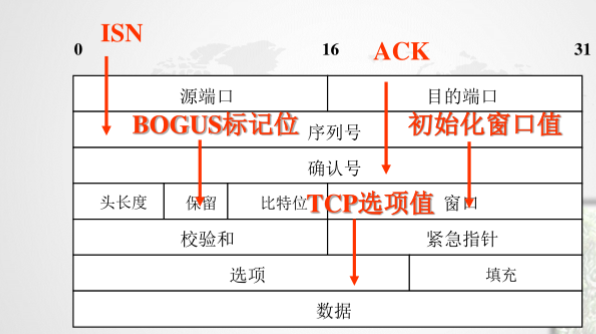 ISN
0 16 ACK 31
源端口 目的端口
BOGUS标记位 序列号 初始化窗口值
确认号
头长度 保留 比特位 TCP选项值 窗口
校验和 紧急指针
选项 填充
数据